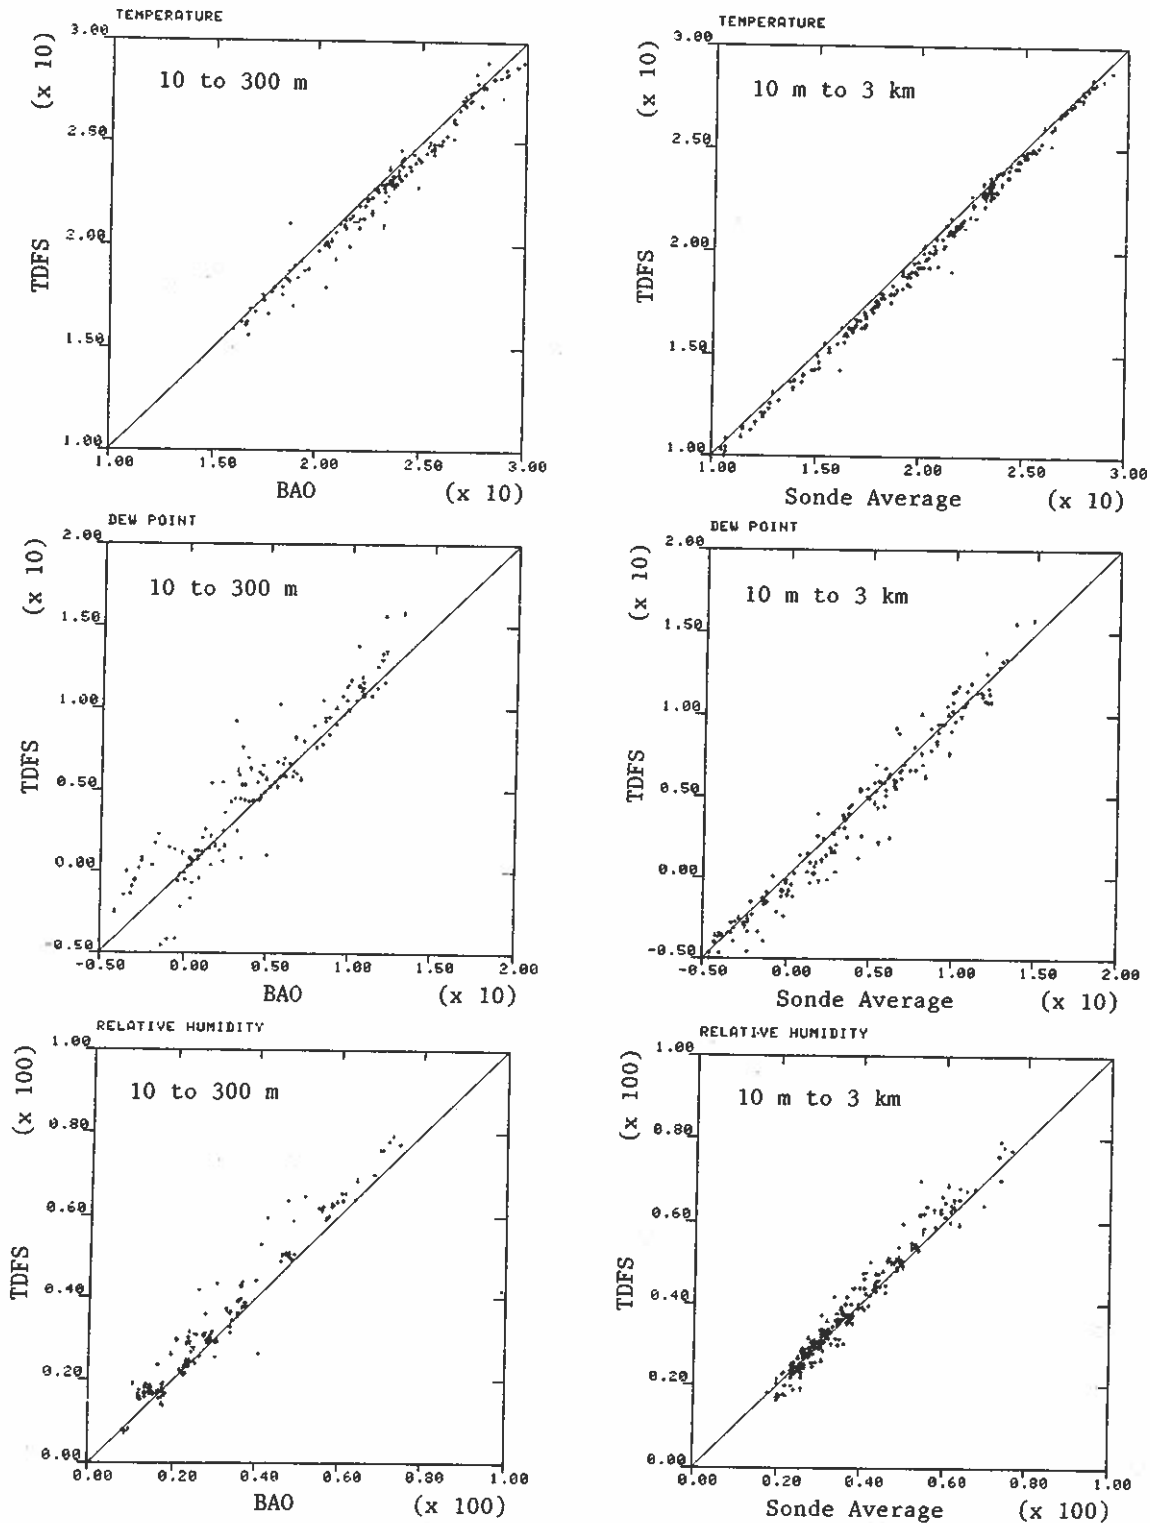 TEMPERATURE
3.00
(x 10)
10 to 300 m
2.50
2.00
TDFS
1.50
1.00
1.00 1.50 2.00 2.50 3.00
BAO (x 10)
TEMPERATURE
3.00
(x 10)
10 m to 3 km
2.50
2.00
TDFS
1.50
1.00
1.00 1.50 2.00 2.50 3.00
Sonde Average (x 10)
DEW POINT
2.00
(x 10)
10 to 300 m
1.50
1.00
TDFS
0.50
0.00
-0.50
-0.50 0.00 0.50 1.00 1.50 2.00
BAO (x 10)
DEW POINT
2.00
(x 10)
10 m to 3 km
1.50
1.00
TDFS
0.50
0.00
-0.50
-0.50 0.00 0.50 1.00 1.50 2.00
Sonde Average (x 10)
RELATIVE HUMIDITY
1.00
(x 100)
10 to 300 m
0.80
0.60
TDFS
0.40
0.20
0.00
0.00 0.20 0.40 0.60 0.80 1.00
BAO (x 100)
RELATIVE HUMIDITY
1.00
(x 100)
10 m to 3 km
0.80
0.60
TDFS
0.40
0.20
0.00
0.00 0.20 0.40 0.60 0.80 1.00
Sonde Average (x 100)